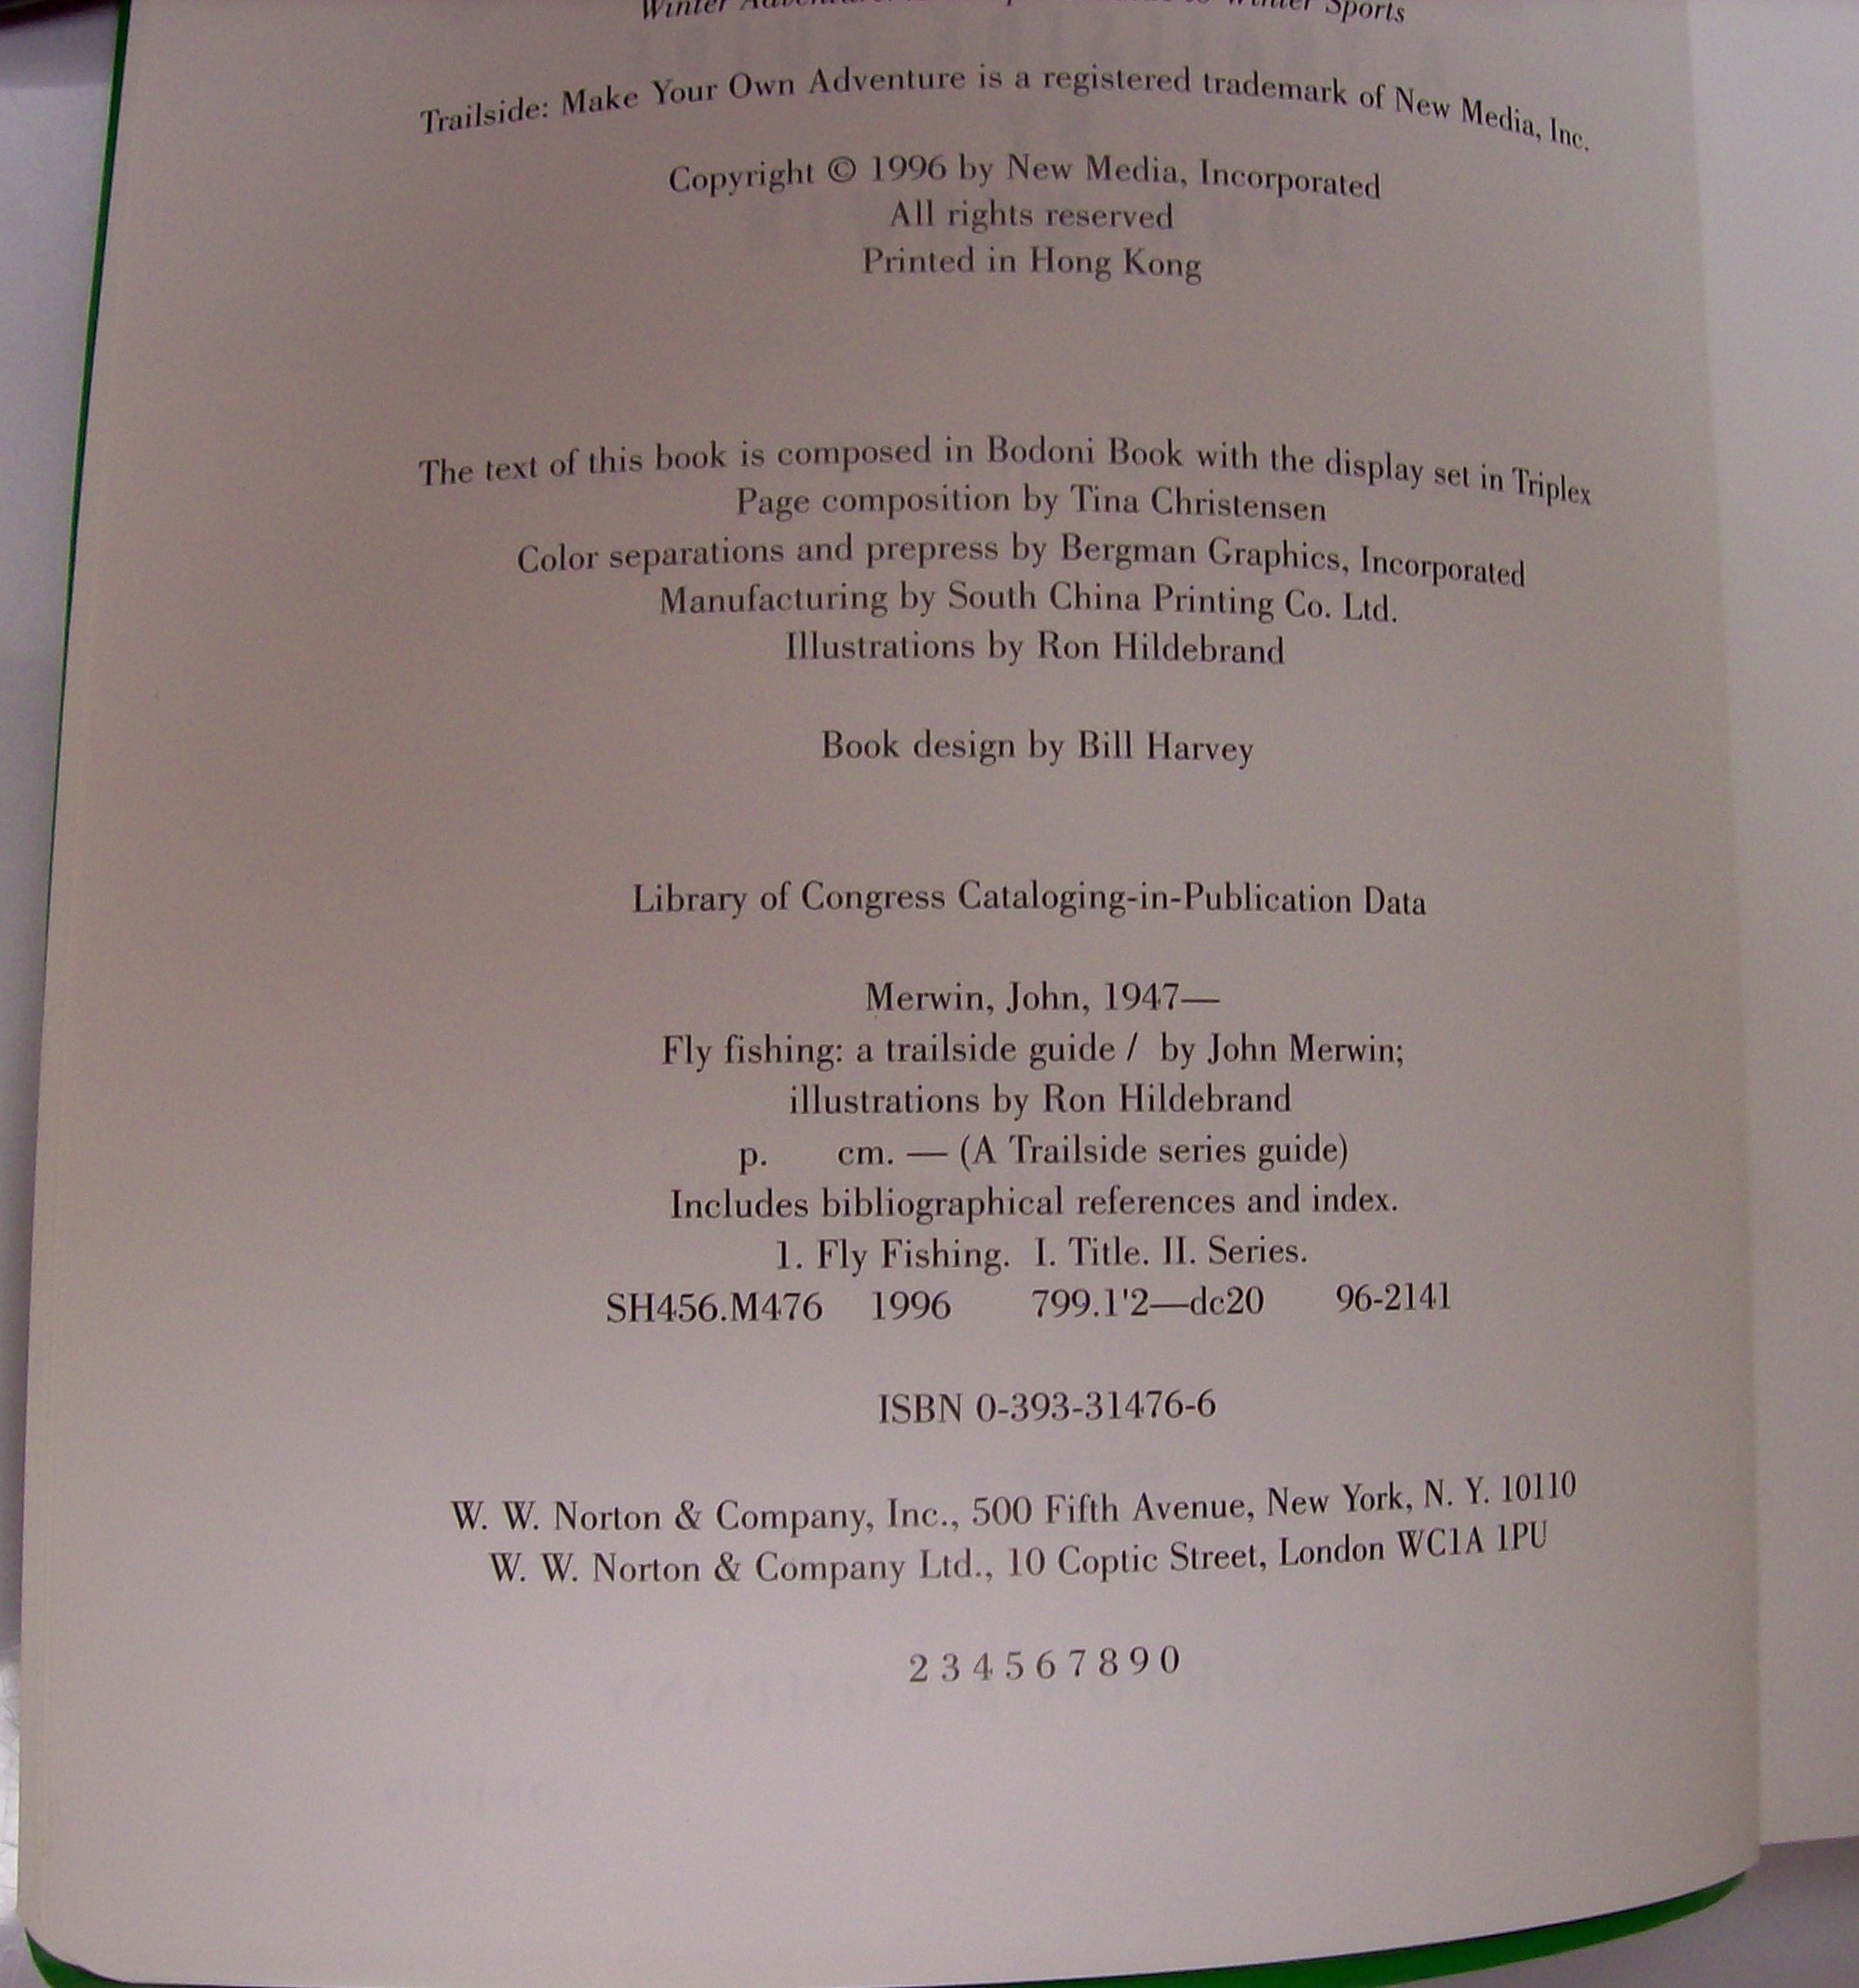 Winter Sports
Trailside: Make Your Own Adventure is a registered trademark of New Media, Inc.
Copyright © 1996 by New Media, Incorporated
All rights reserved
Printed in Hong Kong
The text of this book is composed in Bodoni Book with the display set in Triplex
Page composition by Tina Christensen
Color separations and prepress by Bergman Graphics, Incorporated
Manufacturing by South China Printing Co. Ltd.
Illustrations by Ron Hildebrand
Book design by Bill Harvey
Library of Congress Cataloging-in-Publication Data
Merwin, John, 1947—
Fly fishing: a trailside guide / by John Merwin;
illustrations by Ron Hildebrand
p. cm. — (A Trailside series guide)
Includes bibliographical references and index.
1. Fly Fishing. I. Title. II. Series.
SH456.M476 1996 799.1'2—dc20 96-2141
ISBN 0-393-31476-6
W. W. Norton & Company, Inc., 500 Fifth Avenue, New York, N. Y. 10110
W. W. Norton & Company Ltd., 10 Coptic Street, London WC1A 1PU
2 3 4 5 6 7 8 9 0